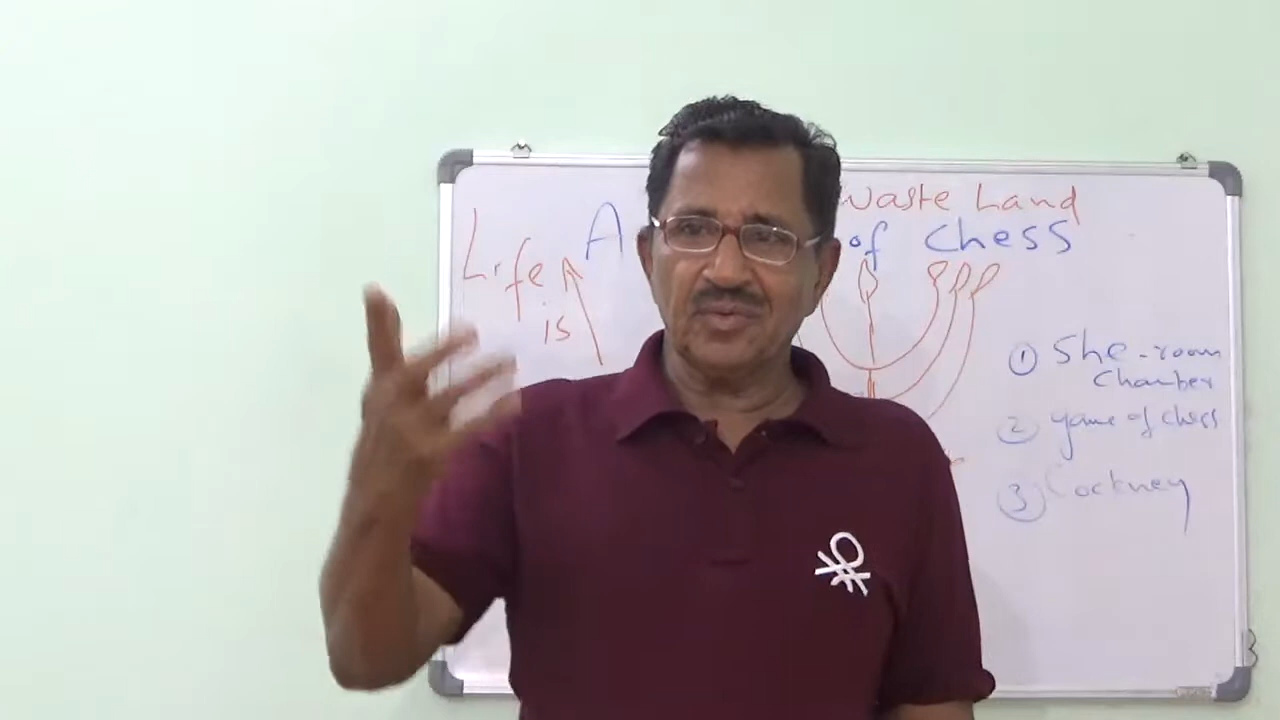 Waste Land
A of Chess
Life
is
① She-room
Chamber
② game of chess
③ Cockney